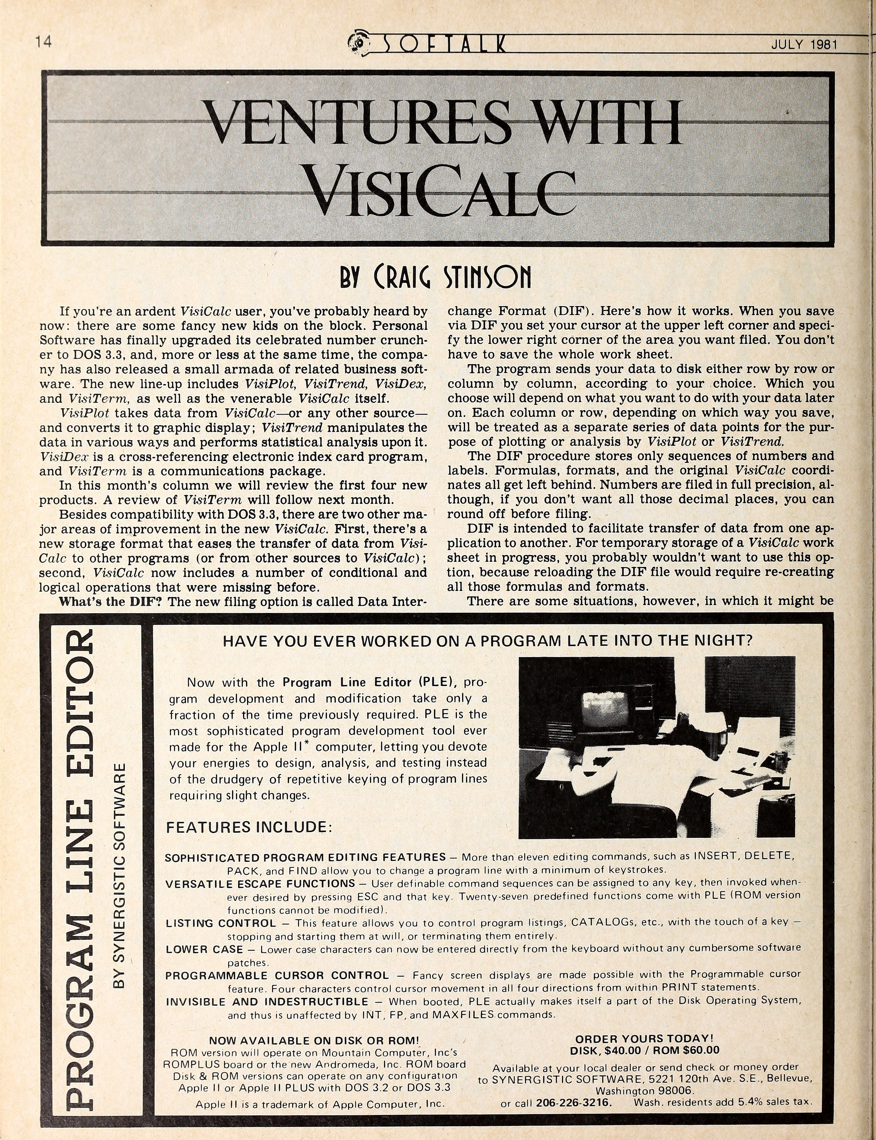 14
SOFTALK
JULY 1981
VENTURES WITH
VISICALC
BY CRAIG STINSON
If you're an ardent VisiCalc user, you've probably heard by
now: there are some fancy new kids on the block. Personal
Software has finally upgraded its celebrated number crunch-
er to DOS 3.3, and, more or less at the same time, the compa-
ny has also released a small armada of related business soft-
ware. The new line-up includes VisiPlot, VisiTrend, VisiDex,
and VisiTerm, as well as the venerable VisiCalc itself.
VisiPlot takes data from VisiCalc—or any other source—
and converts it to graphic display; VisiTrend manipulates the
data in various ways and performs statistical analysis upon it.
VisiDex is a cross-referencing electronic index card program,
and VisiTerm is a communications package.
In this month's column we will review the first four new
products. A review of VisiTerm will follow next month.
Besides compatibility with DOS 3.3, there are two other ma-
jor areas of improvement in the new VisiCalc. First, there's a
new storage format that eases the transfer of data from Visi-
Calc to other programs (or from other sources to VisiCalc);
second, VisiCalc now includes a number of conditional and
logical operations that were missing before.
What's the DIF? The new filing option is called Data Inter-
change Format (DIF). Here's how it works. When you save
via DIF you set your cursor at the upper left corner and speci-
fy the lower right corner of the area you want filed. You don't
have to save the whole work sheet.
The program sends your data to disk either row by row or
column by column, according to your choice. Which you
choose will depend on what you want to do with your data later
on. Each column or row, depending on which way you save,
will be treated as a separate series of data points for the pur-
pose of plotting or analysis by VisiPlot or VisiTrend.
The DIF procedure stores only sequences of numbers and
labels. Formulas, formats, and the original VisiCalc coordi-
nates all get left behind. Numbers are filed in full precision, al-
though, if you don't want all those decimal places, you can
round off before filing.
DIF is intended to facilitate transfer of data from one ap-
plication to another. For temporary storage of a VisiCalc work
sheet in progress, you probably wouldn't want to use this op-
tion, because reloading the DIF file would require re-creating
all those formulas and formats.
There are some situations, however, in which it might be
PROGRAM LINE EDITOR
BY SYNERGISTIC SOFTWARE
HAVE YOU EVER WORKED ON A PROGRAM LATE INTO THE NIGHT?
Now with the Program Line Editor (PLE), pro-
gram development and modification take only a
fraction of the time previously required. PLE is the
most sophisticated program development tool ever
made for the Apple II* computer, letting you devote
your energies to design, analysis, and testing instead
of the drudgery of repetitive keying of program lines
requiring slight changes.
FEATURES INCLUDE:
SOPHISTICATED PROGRAM EDITING FEATURES – More than eleven editing commands, such as INSERT, DELETE,
PACK, and FIND allow you to change a program line with a minimum of keystrokes.
VERSATILE ESCAPE FUNCTIONS – User definable command sequences can be assigned to any key, then invoked when-
ever desired by pressing ESC and that key. Twenty-seven predefined functions come with PLE (ROM version
functions cannot be modified).
LISTING CONTROL – This feature allows you to control program listings, CATALOGs, etc., with the touch of a key –
stopping and starting them at will, or terminating them entirely.
LOWER CASE – Lower case characters can now be entered directly from the keyboard without any cumbersome software
patches.
PROGRAMMABLE CURSOR CONTROL – Fancy screen displays are made possible with the Programmable cursor
feature. Four characters control cursor movement in all four directions from within PRINT statements.
INVISIBLE AND INDESTRUCTIBLE – When booted, PLE actually makes itself a part of the Disk Operating System,
and thus is unaffected by INT, FP, and MAXFILES commands.
NOW AVAILABLE ON DISK OR ROM!
ROM version will operate on Mountain Computer, Inc's
ROMPLUS board or the new Andromeda, Inc. ROM board
Disk & ROM versions can operate on any configuration
Apple II or Apple II PLUS with DOS 3.2 or DOS 3.3
Apple II is a trademark of Apple Computer, Inc.
ORDER YOURS TODAY!
DISK, $40.00 / ROM $60.00
Available at your local dealer or send check or money order
to SYNERGISTIC SOFTWARE, 5221 120th Ave. S.E., Bellevue,
Washington 98006.
or call 206-226-3216. Wash. residents add 5.4% sales tax.